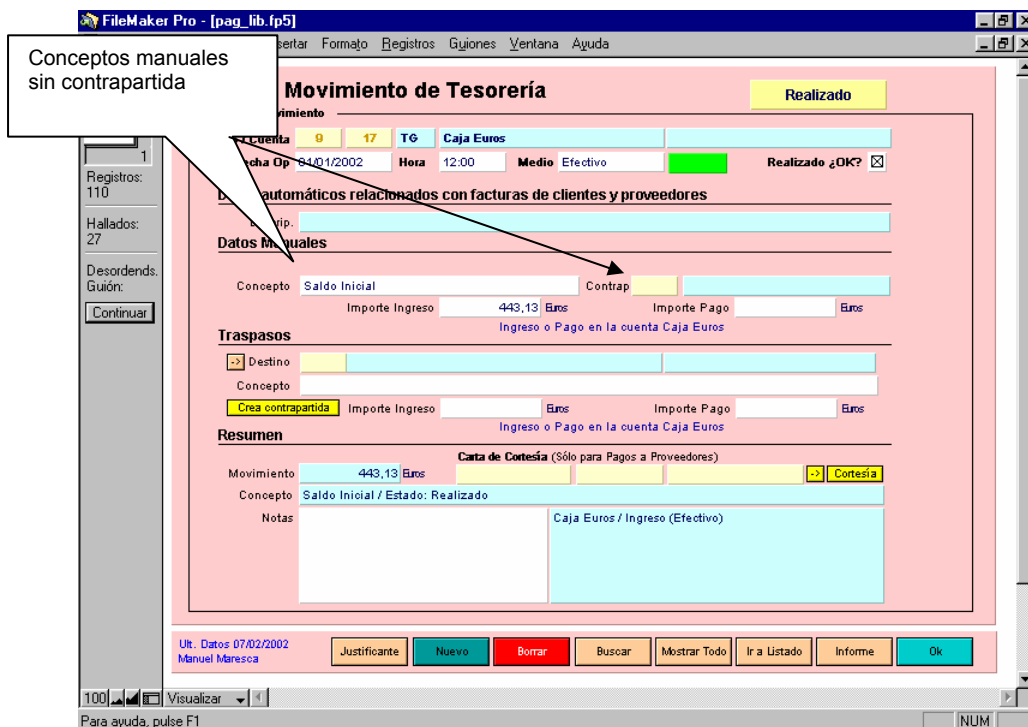 FileMaker Pro - [pag_lib.fp5]
Conceptos manuales
sin contrapartida
ertar Formato Registros Guiones Ventana Ayuda
Movimiento de Tesorería
Realizado
Cuenta 9 17 TG Caja Euros
cha Op 01/01/2002 Hora 12:00 Medio Efectivo Realizado ¿OK?
1
Registros:
110
Hallados:
27
Desordends.
Guión:
Continuar
automáticos relacionados con facturas de clientes y proveedores
rip.
Datos Manuales
Concepto Saldo Inicial Contrap
Importe Ingreso 443,13 Euros Importe Pago Euros
Ingreso o Pago en la cuenta Caja Euros
Traspasos
-> Destino
Concepto
Crea contrapartida Importe Ingreso Euros Importe Pago Euros
Ingreso o Pago en la cuenta Caja Euros
Resumen
Carta de Cortesía (Sólo para Pagos a Proveedores)
Movimiento 443,13 Euros -> Cortesía
Concepto Saldo Inicial / Estado: Realizado
Notas Caja Euros / Ingreso (Efectivo)
Ult. Datos 07/02/2002
Manuel Maresca
Justificante Nuevo Borrar Buscar Mostrar Todo Ir a Listado Informe Ok
100 Visualizar
Para ayuda, pulse F1 NUM